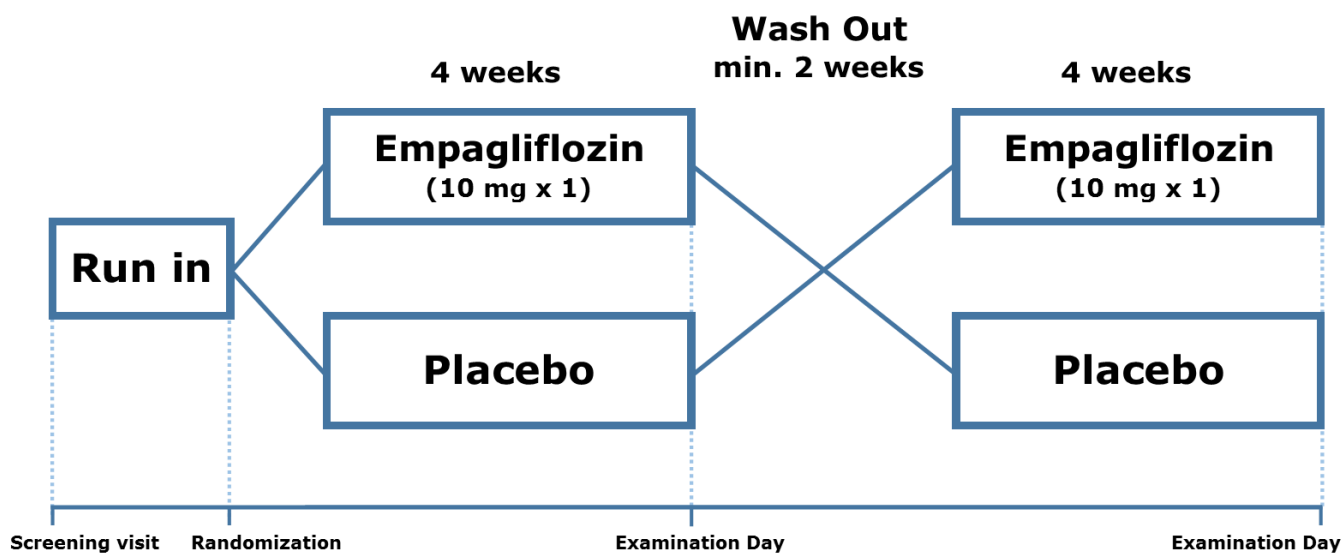 Wash Out
min. 2 weeks
4 weeks
4 weeks
Empagliflozin
(10 mg x 1)
Empagliflozin
(10 mg x 1)
Run in
Placebo
Placebo
Screening visit
Randomization
Examination Day
Examination Day